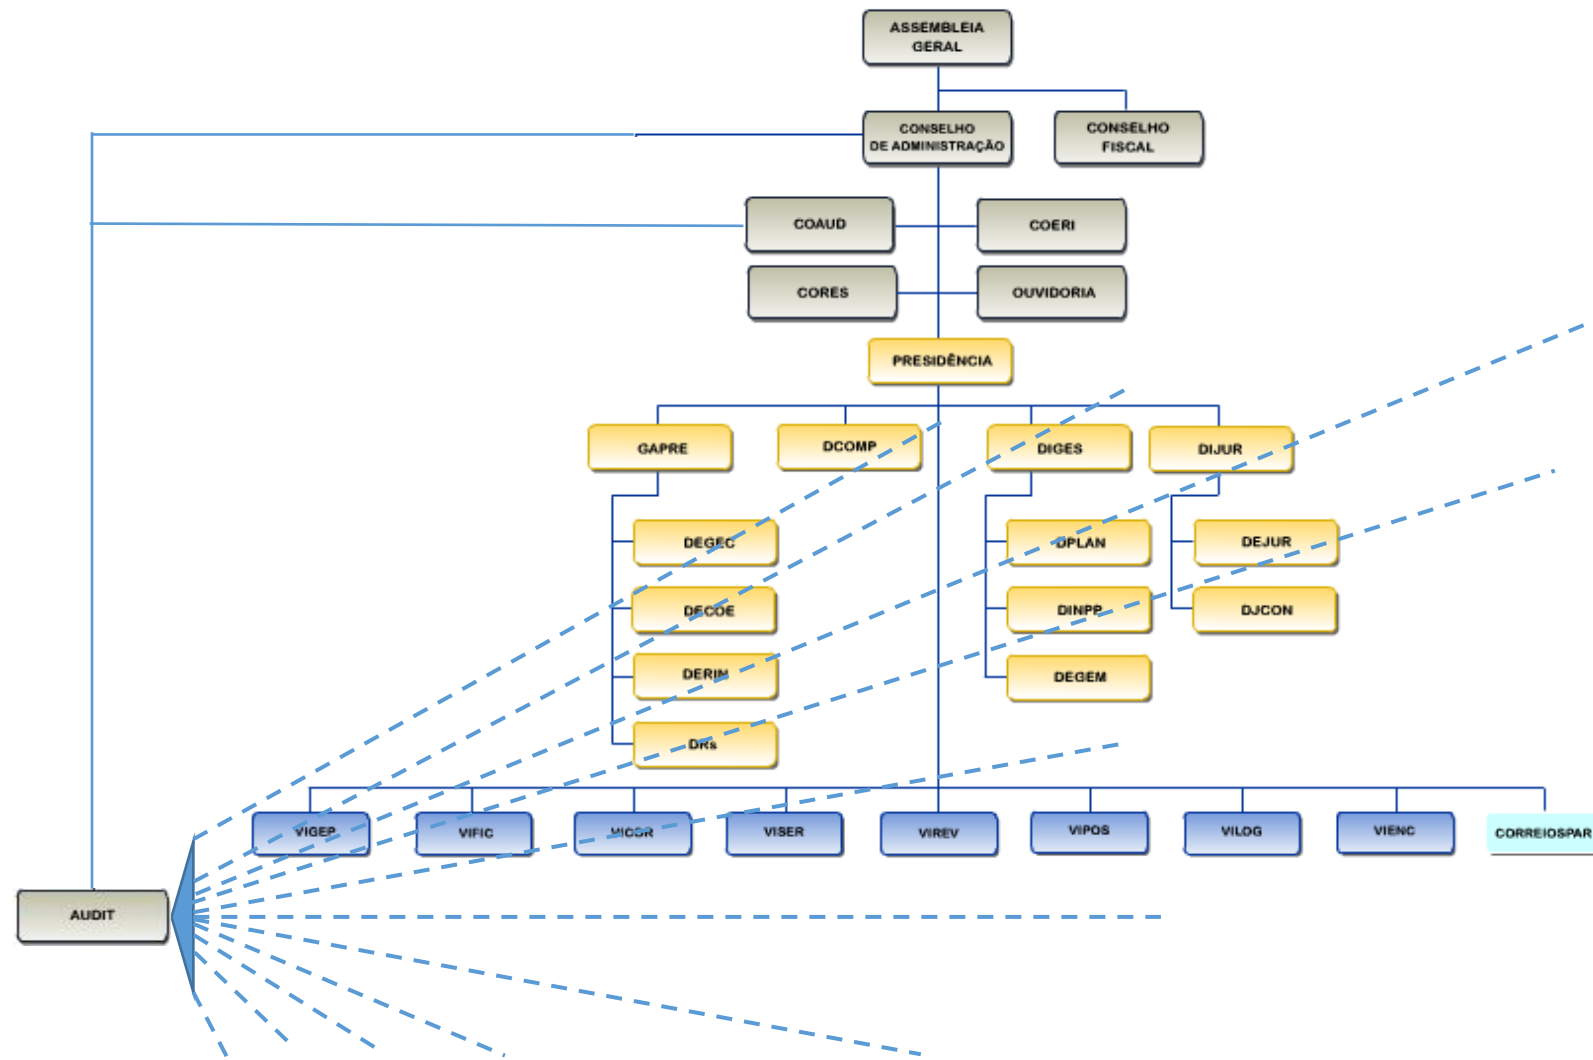 ASSEMBLEIA
GERAL
CONSELHO
DE ADMINISTRAÇÃO
CONSELHO
FISCAL
COAUD
COERI
CORES
OUVIDORIA
PRESIDÊNCIA
GAPRE
DCOMP
DIGES
DIJUR
DEGEC
DPLAN
DEJUR
DECOE
DINPP
DJCON
DERIN
DEGEM
DRs
VIGEP
VIFIC
VICOR
VISER
VIREV
VIPOS
VILOG
VIENC
CORREIOSPAR
AUDIT